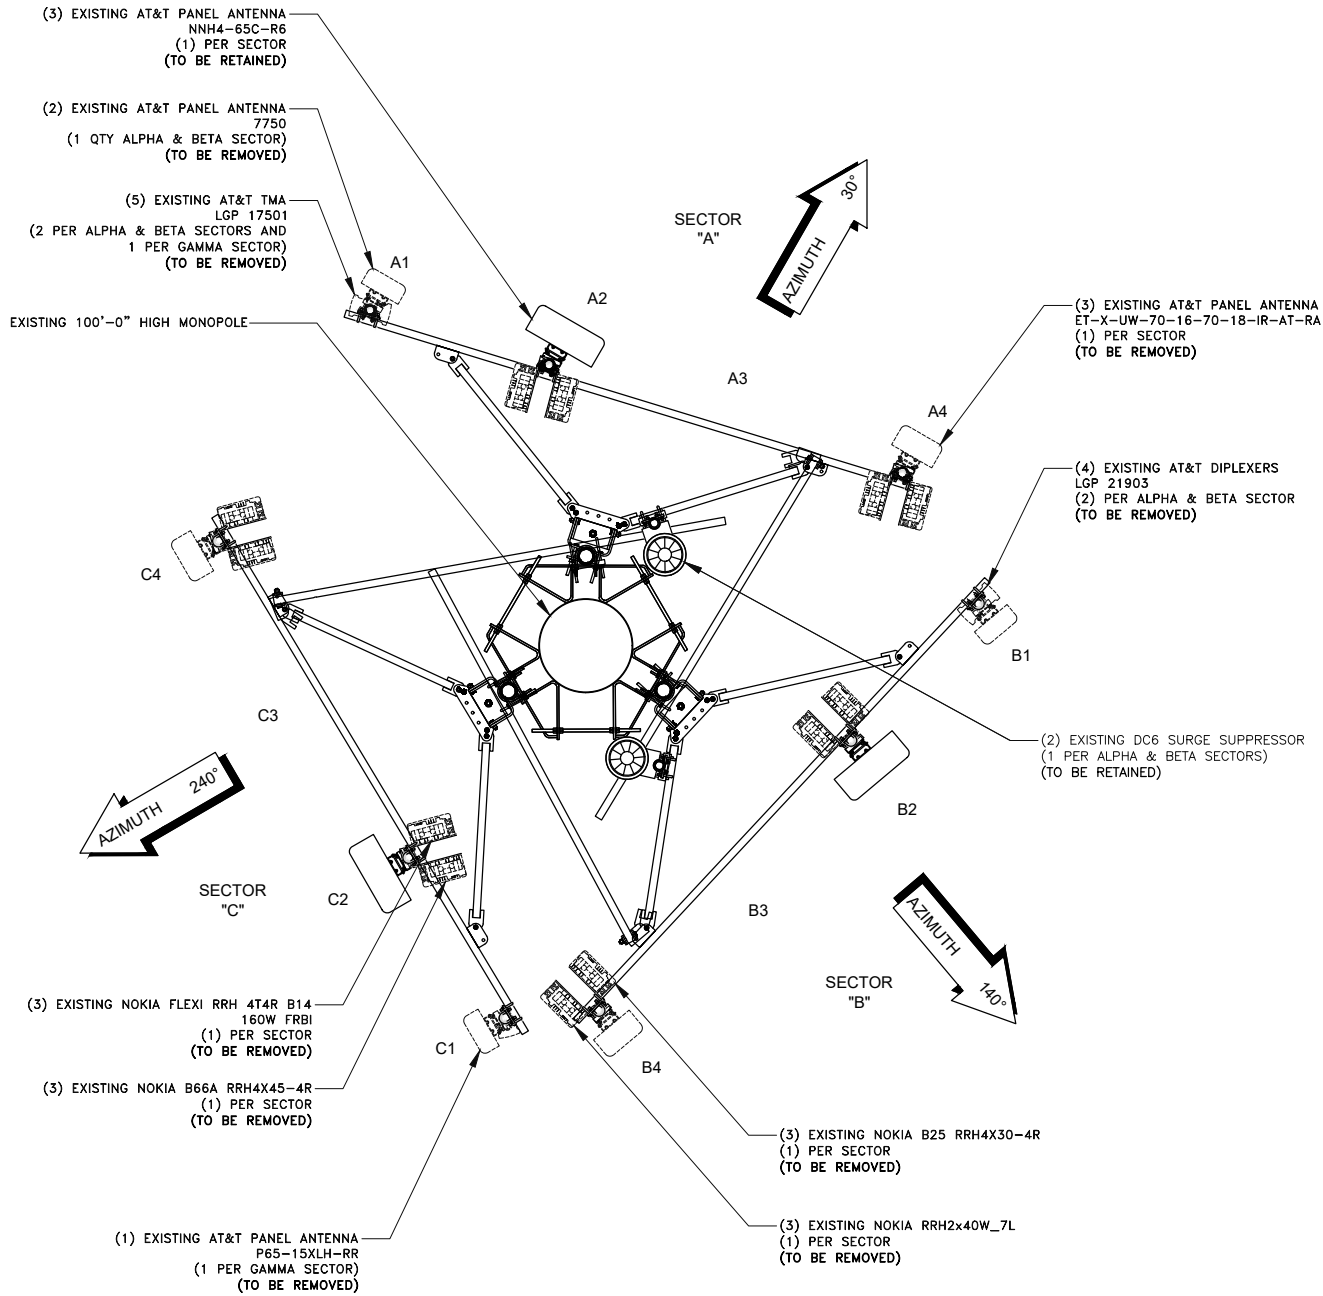 (3) EXISTING AT&T PANEL ANTENNA
NNH4-65C-R6
(1) PER SECTOR
(TO BE RETAINED)
(2) EXISTING AT&T PANEL ANTENNA
7750
(1 QTY ALPHA & BETA SECTOR)
(TO BE REMOVED)
(5) EXISTING AT&T TMA
LGP 17501
(2 PER ALPHA & BETA SECTORS AND
1 PER GAMMA SECTOR)
(TO BE REMOVED)
EXISTING 100'-0" HIGH MONOPOLE
A1
A2
A3
A4
SECTOR
"A"
AZIMUTH 30°
(3) EXISTING AT&T PANEL ANTENNA
ET-X-UW-70-16-70-18-IR-AT-RA
(1) PER SECTOR
(TO BE REMOVED)
(4) EXISTING AT&T DIPLEXERS
LGP 21903
(2) PER ALPHA & BETA SECTOR
(TO BE REMOVED)
B1
(2) EXISTING DC6 SURGE SUPPRESSOR
(1 PER ALPHA & BETA SECTORS)
(TO BE RETAINED)
B2
B3
B4
SECTOR
"B"
AZIMUTH 140°
C4
C3
AZIMUTH 240°
SECTOR
"C"
C2
C1
(3) EXISTING NOKIA FLEXI RRH 4T4R B14
160W FRBI
(1) PER SECTOR
(TO BE REMOVED)
(3) EXISTING NOKIA B66A RRH4X45-4R
(1) PER SECTOR
(TO BE REMOVED)
(3) EXISTING NOKIA B25 RRH4X30-4R
(1) PER SECTOR
(TO BE REMOVED)
(3) EXISTING NOKIA RRH2x40W_7L
(1) PER SECTOR
(TO BE REMOVED)
(1) EXISTING AT&T PANEL ANTENNA
P65-15XLH-RR
(1 PER GAMMA SECTOR)
(TO BE REMOVED)